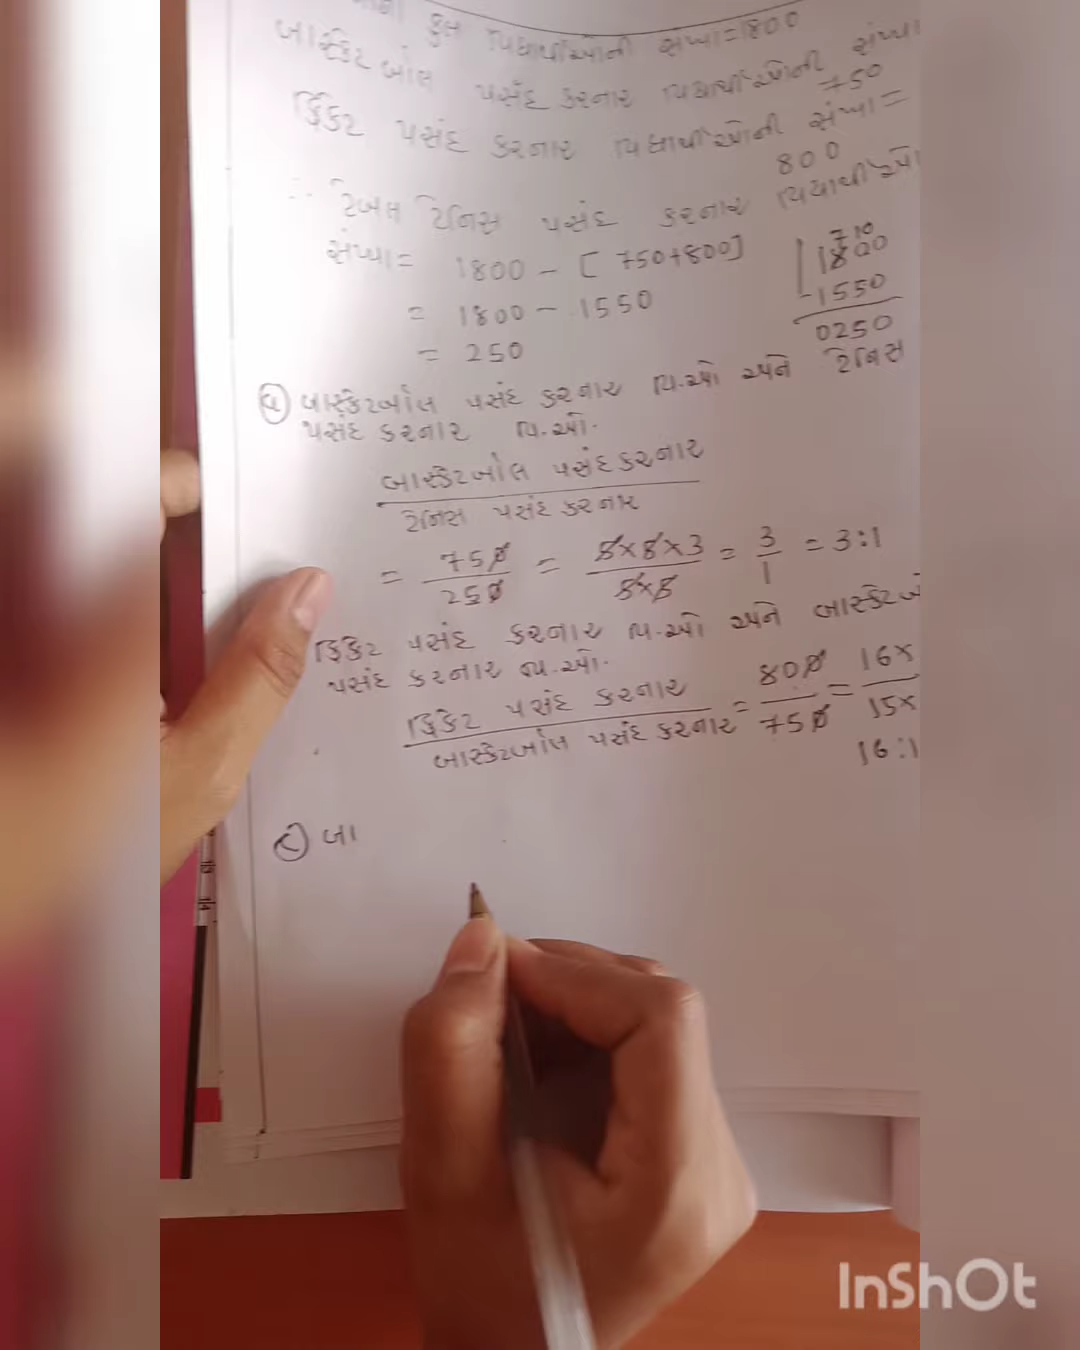 કુલ વિદ્યાર્થીઓની સંખ્યા=1800
બાસ્કેટ બોલ પસંદ કરનાર વિદ્યાર્થીઓની સંખ્યા
750
ક્રિકેટ પસંદ કરનાર વિદ્યાર્થીઓની સંખ્યા =
800
∴ ટેબલ ટેનિસ પસંદ કરનાર વિદ્યાર્થીઓ
સંખ્યા = 1800 - [750+800]
= 1800 - 1550
= 250
7 10
1800
-1550
0250
બાસ્કેટબોલ પસંદ કરનાર વિ.ઓ અને ટેનિસ
પસંદ કરનાર વિ.ઓ.
બાસ્કેટબોલ પસંદ કરનાર
ટેનિસ પસંદ કરનાર
= 750/250 = 5×5×3/5×5 = 3/1 = 3:1
ક્રિકેટ પસંદ કરનાર વિ.ઓ અને બાસ્કેટબો
પસંદ કરનાર વિ.ઓ.
ક્રિકેટ પસંદ કરનાર/બાસ્કેટબોલ પસંદ કરનાર = 800/750 = 16×/15×
16:1
બા
InShOt